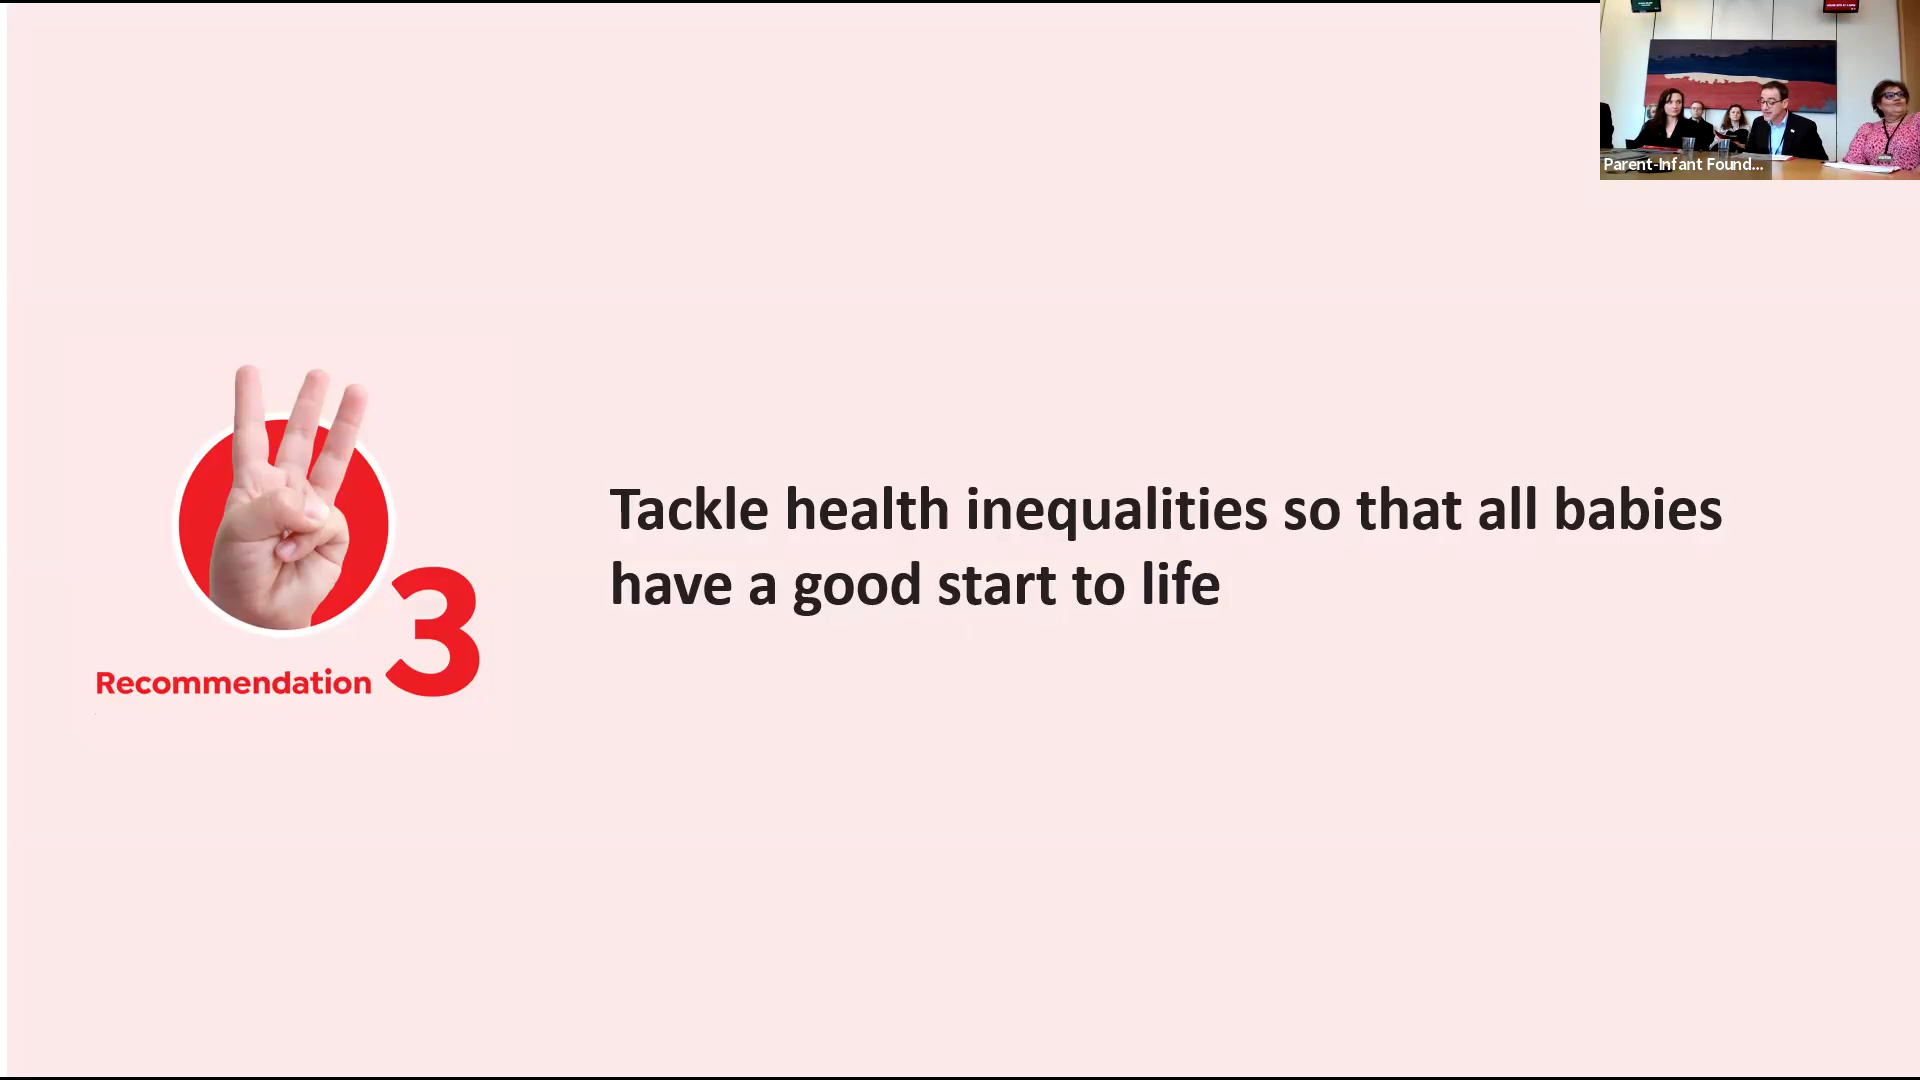 Parent-Infant Found...
Tackle health inequalities so that all babies
have a good start to life
Recommendation 3